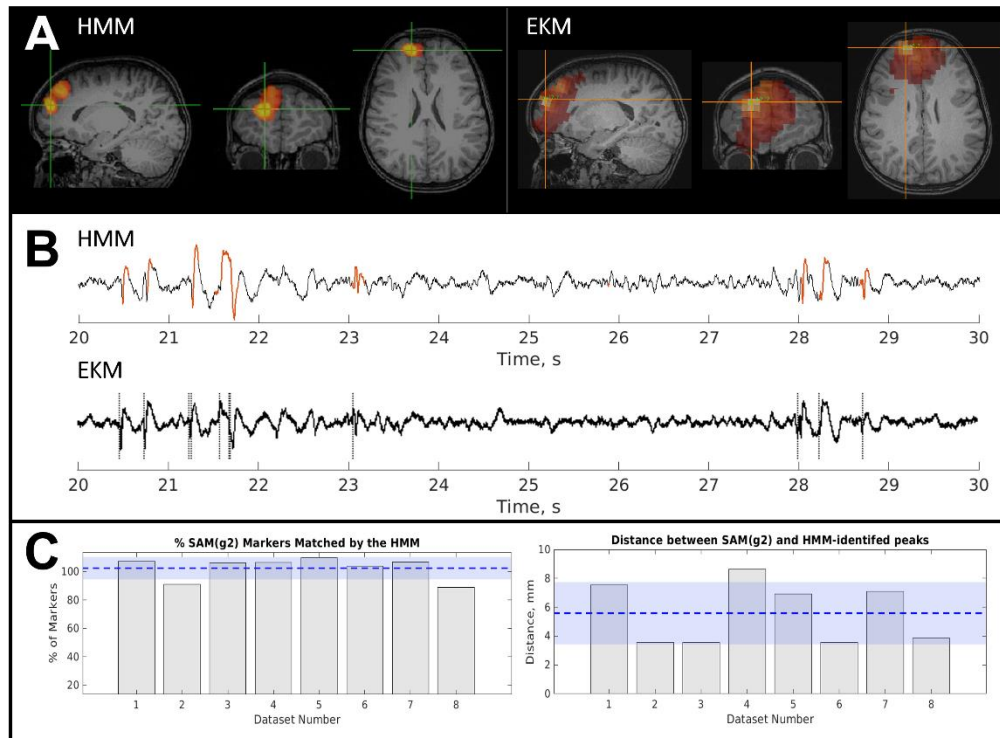 A
HMM
EKM
B
HMM
20 21 22 23 24 25 26 27 28 29 30
Time, s
EKM
20 21 22 23 24 25 26 27 28 29 30
Time, s
C
% SAM(g2) Markers Matched by the HMM
% of Markers
100
80
60
40
20
1 2 3 4 5 6 7 8
Dataset Number
Distance between SAM(g2) and HMM-identifed peaks
Distance, mm
10
8
6
4
2
0
1 2 3 4 5 6 7 8
Dataset Number